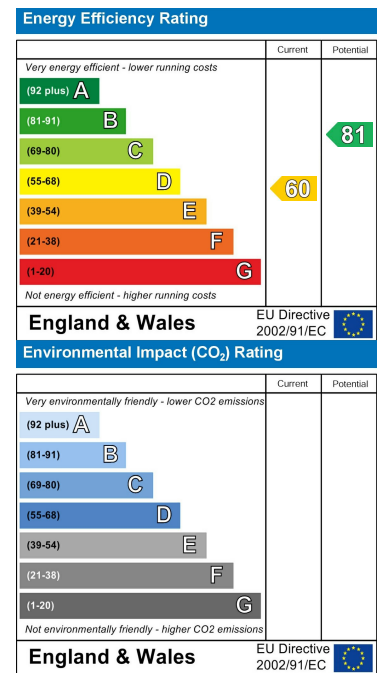 Energy Efficiency Rating
Current Potential
Very energy efficient - lower running costs
(92 plus) A
(81-91) B
81
(69-80) C
(55-68) D
60
(39-54) E
(21-38) F
(1-20) G
Not energy efficient - higher running costs
England & Wales
EU Directive
2002/91/EC
Environmental Impact (CO₂) Rating
Current Potential
Very environmentally friendly - lower CO2 emissions
(92 plus) A
(81-91) B
(69-80) C
(55-68) D
(39-54) E
(21-38) F
(1-20) G
Not environmentally friendly - higher CO2 emissions
England & Wales
EU Directive
2002/91/EC